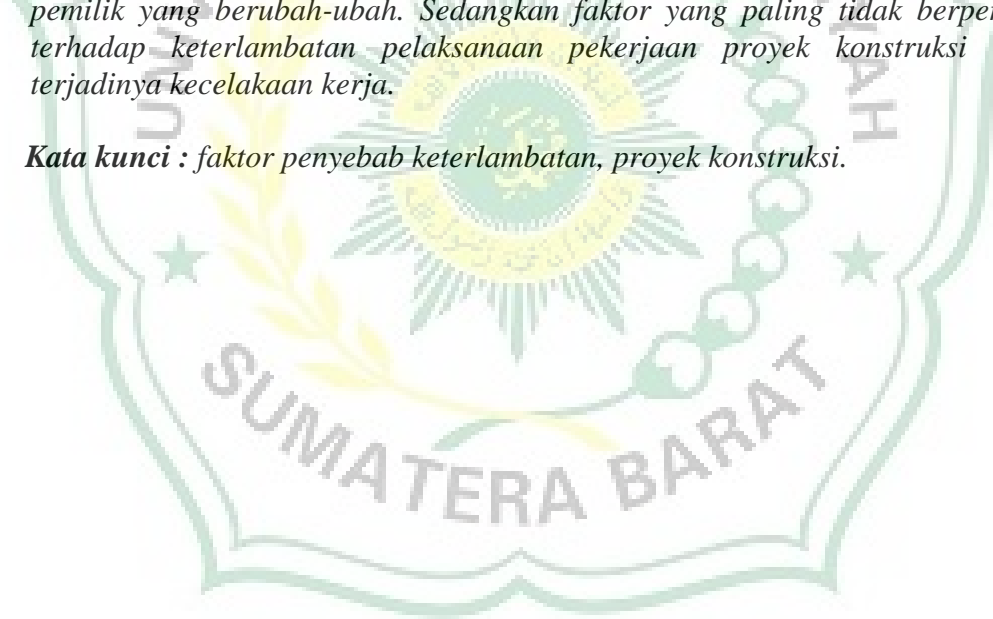 pemilik yang berubah-ubah. Sedangkan faktor yang paling tidak
terhadap keterlambatan pelaksanaan pekerjaan proyek konstruksi
terjadinya kecelakaan kerja.
Kata kunci : faktor penyebab keterlambatan, proyek konstruksi.
SUMATERA BARAT